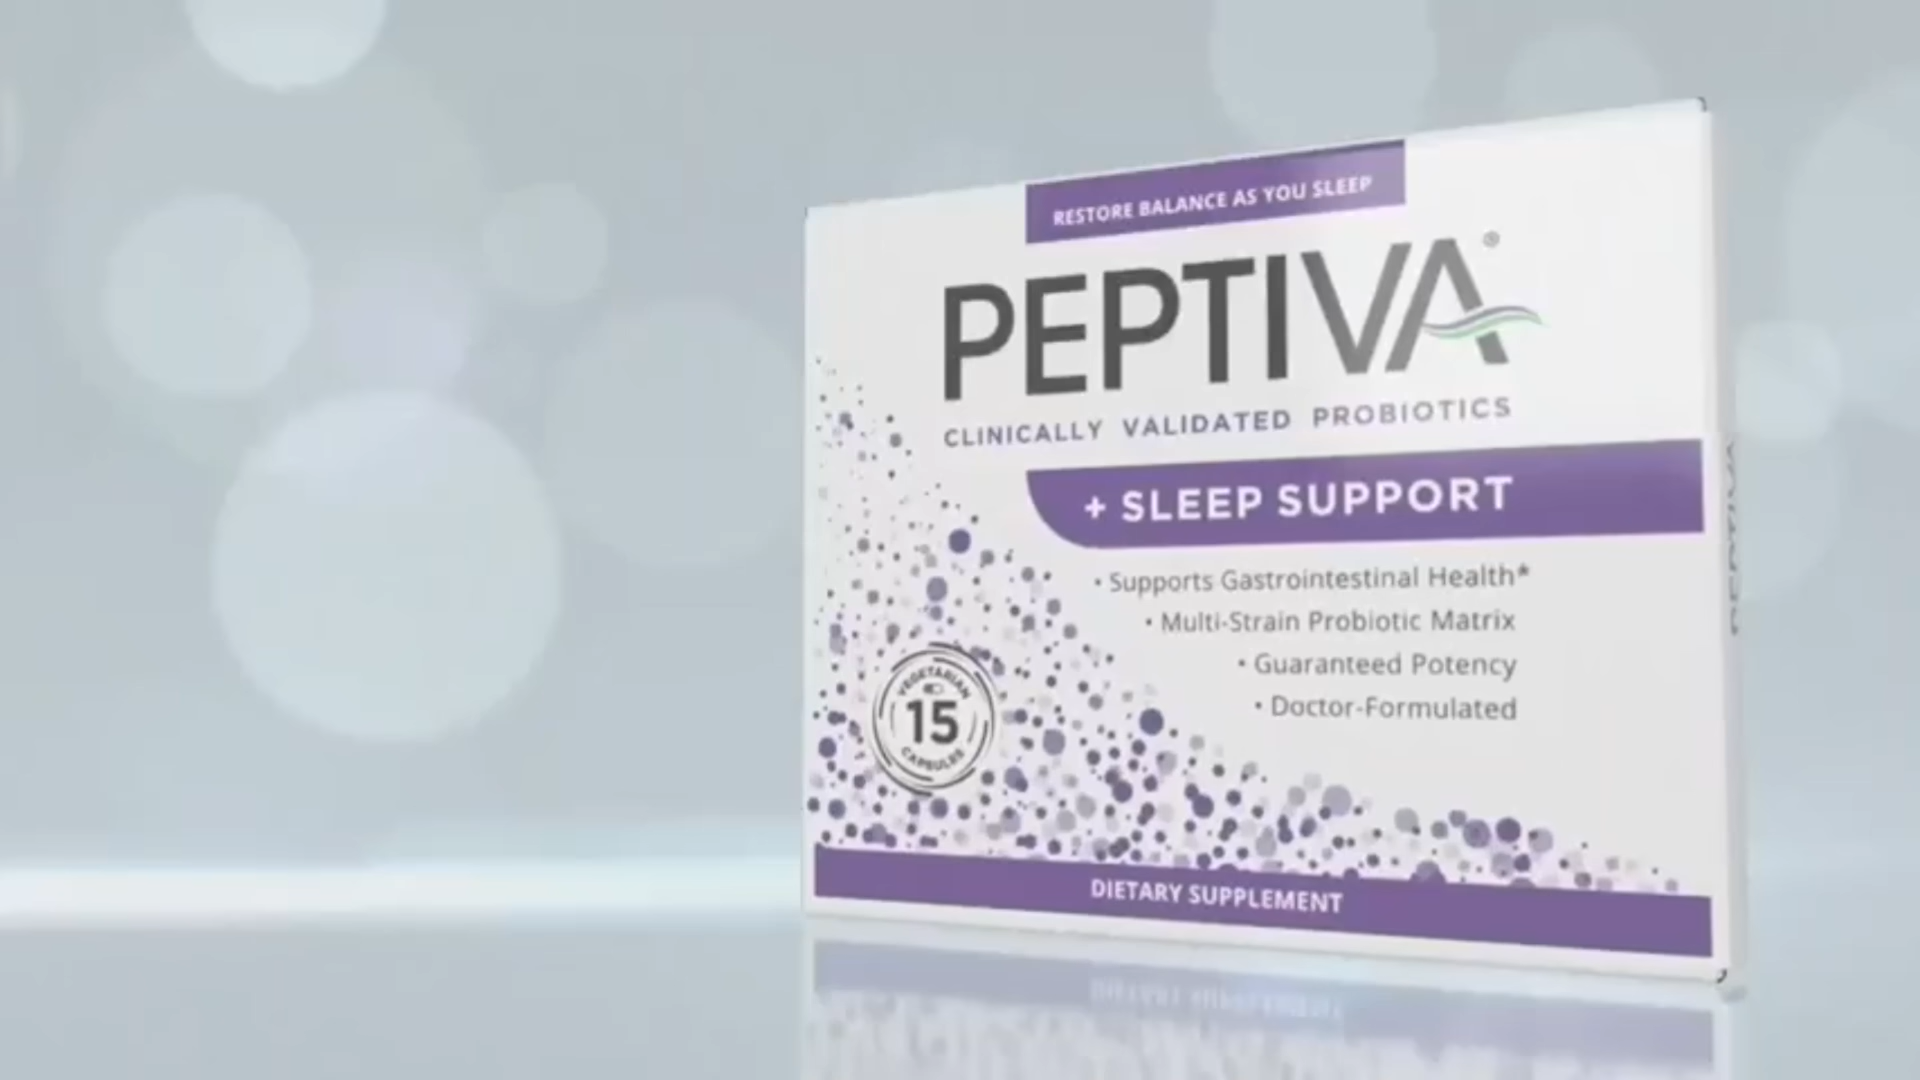 RESTORE BALANCE AS YOU SLEEP
PEPTIVA®
CLINICALLY VALIDATED PROBIOTICS
+ SLEEP SUPPORT
• Supports Gastrointestinal Health*
• Multi-Strain Probiotic Matrix
• Guaranteed Potency
• Doctor-Formulated
VEGETARIAN
15
CAPSULES
DIETARY SUPPLEMENT
PEPTIVA